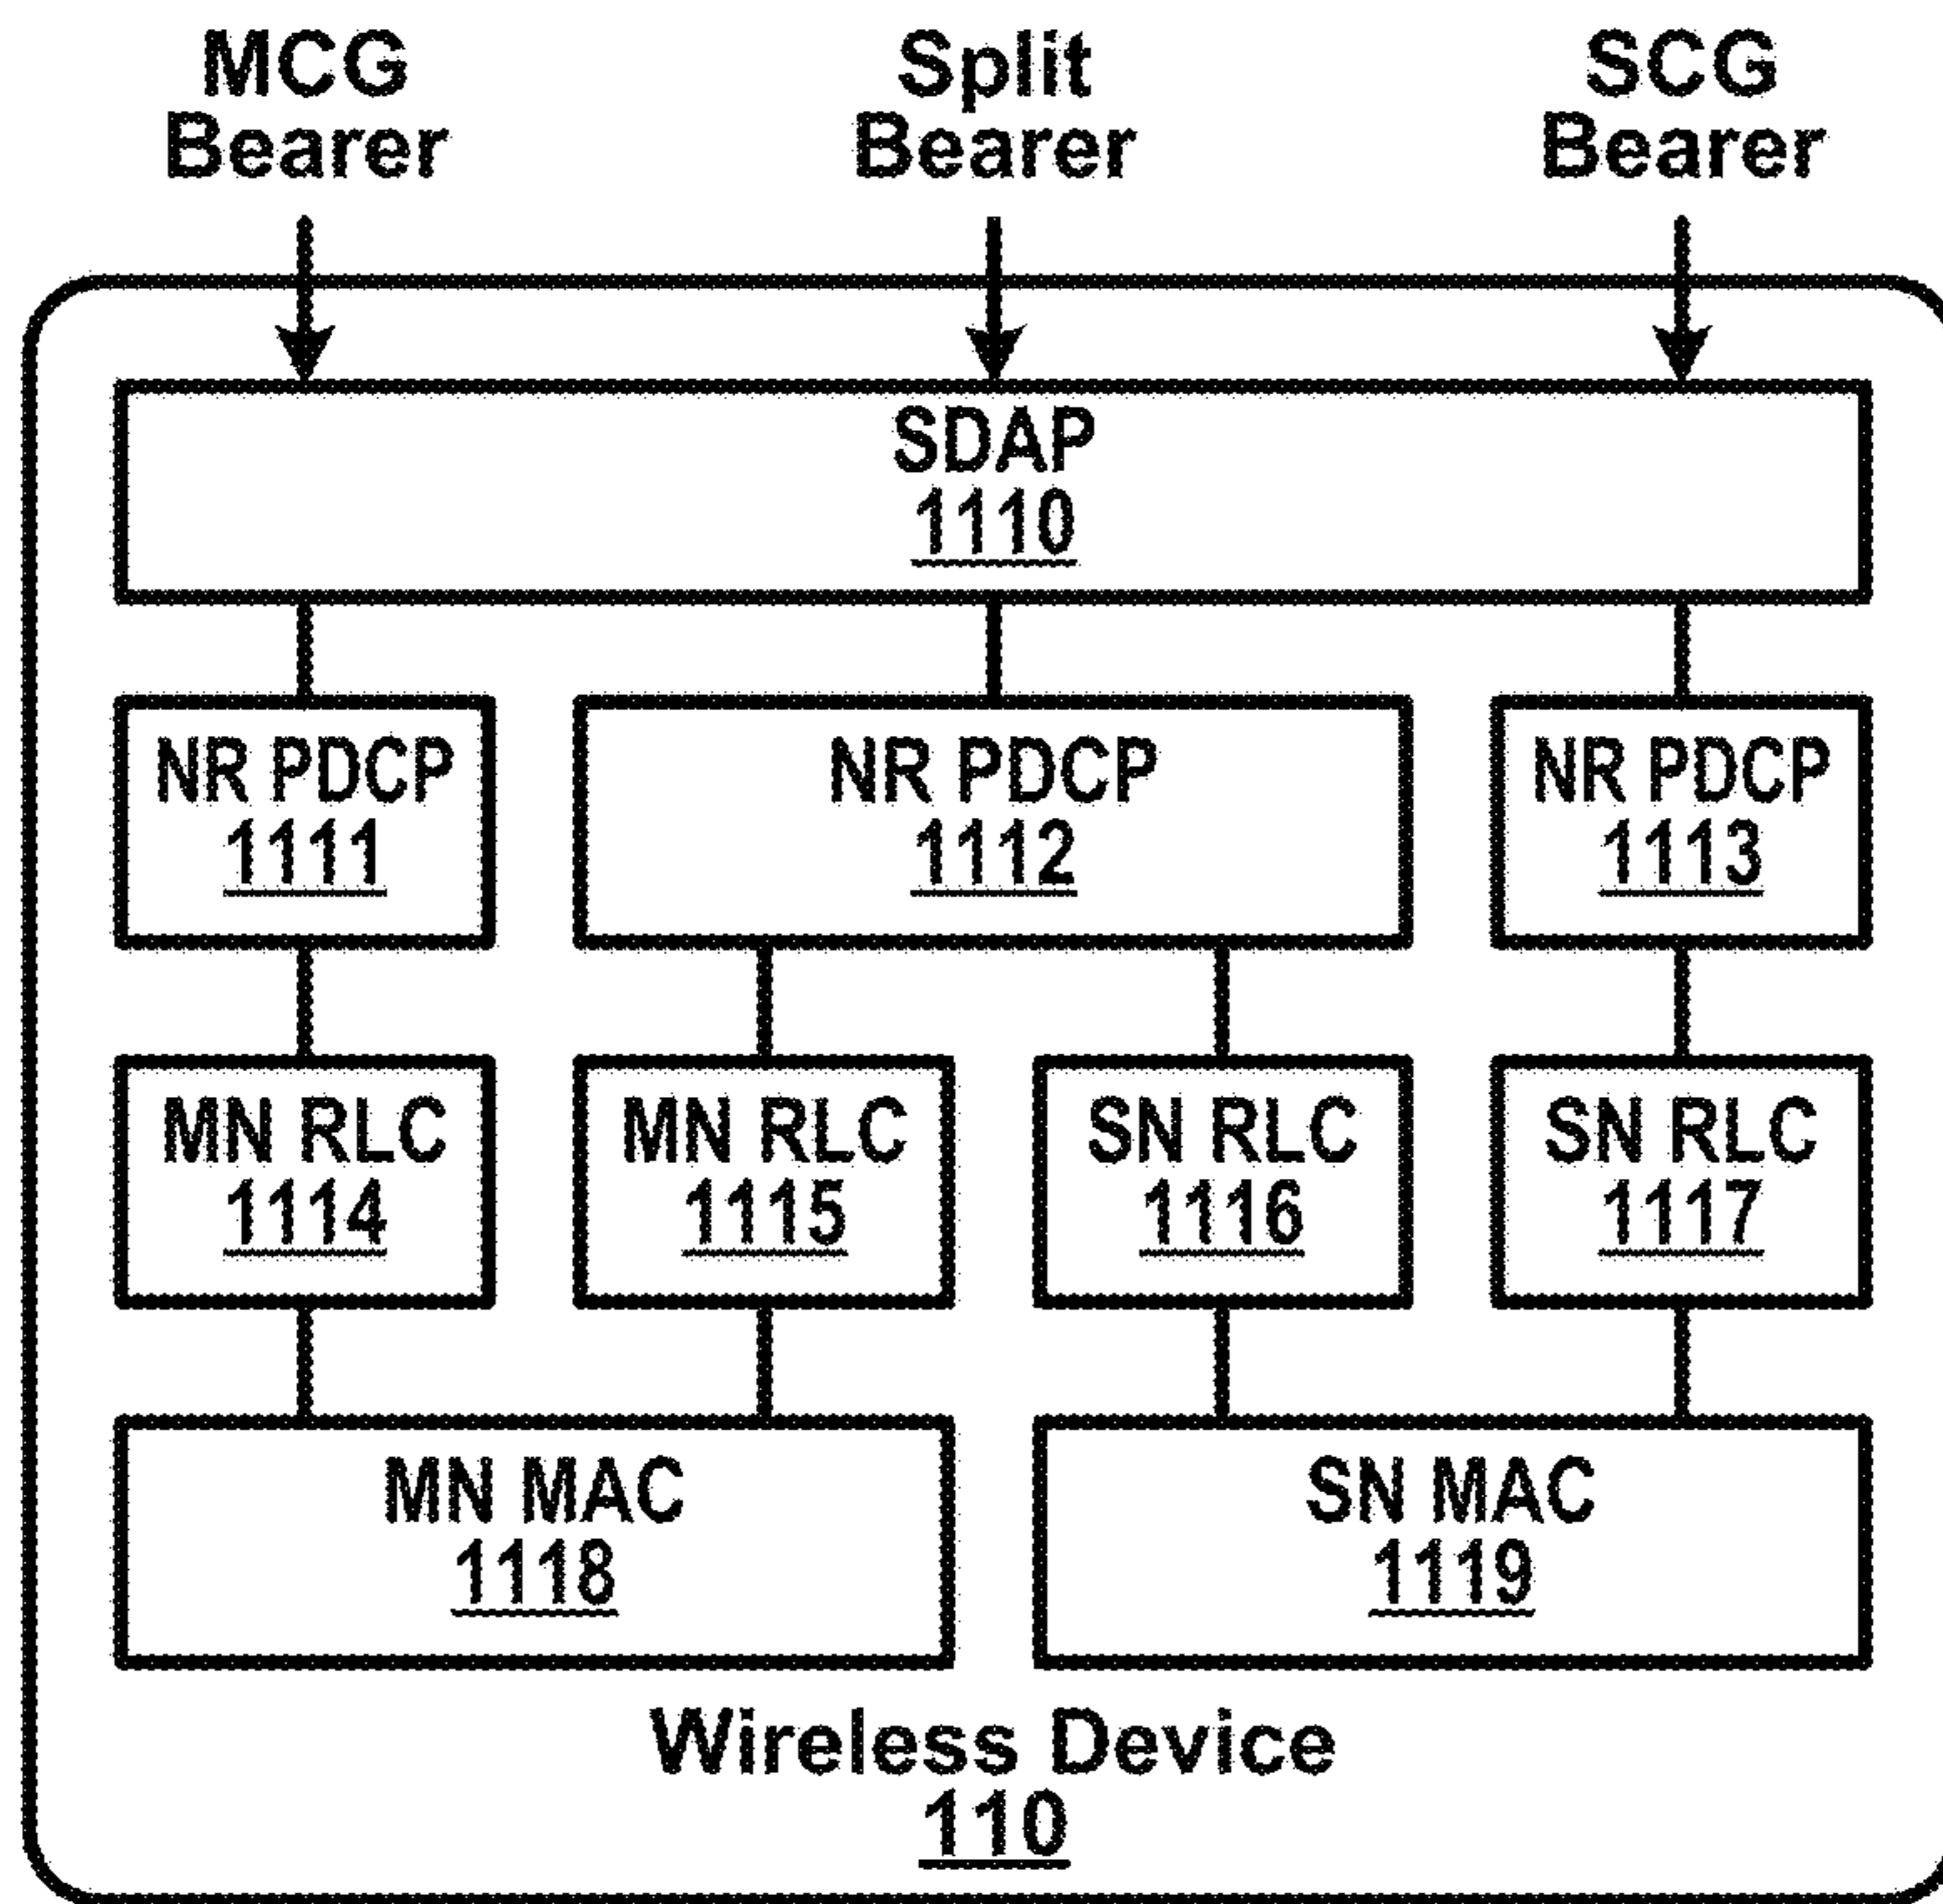 MCG
Bearer
Split
Bearer
SCG
Bearer
SDAP
1110
NR PDCP
1111
NR PDCP
1112
NR PDCP
1113
MN RLC
1114
MN RLC
1115
SN RLC
1116
SN RLC
1117
MN MAC
1118
SN MAC
1119
Wireless Device
110